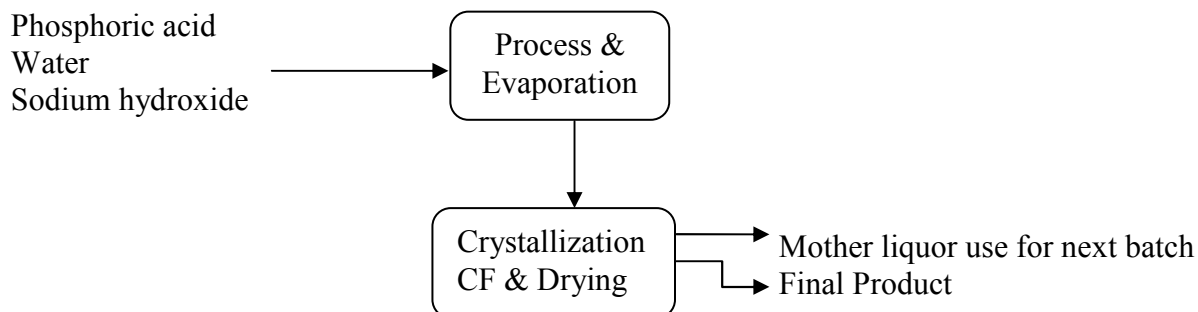 Phosphoric acid
Water
Sodium hydroxide
Process &
Evaporation
Crystallization
CF & Drying
Mother liquor use for next batch
Final Product